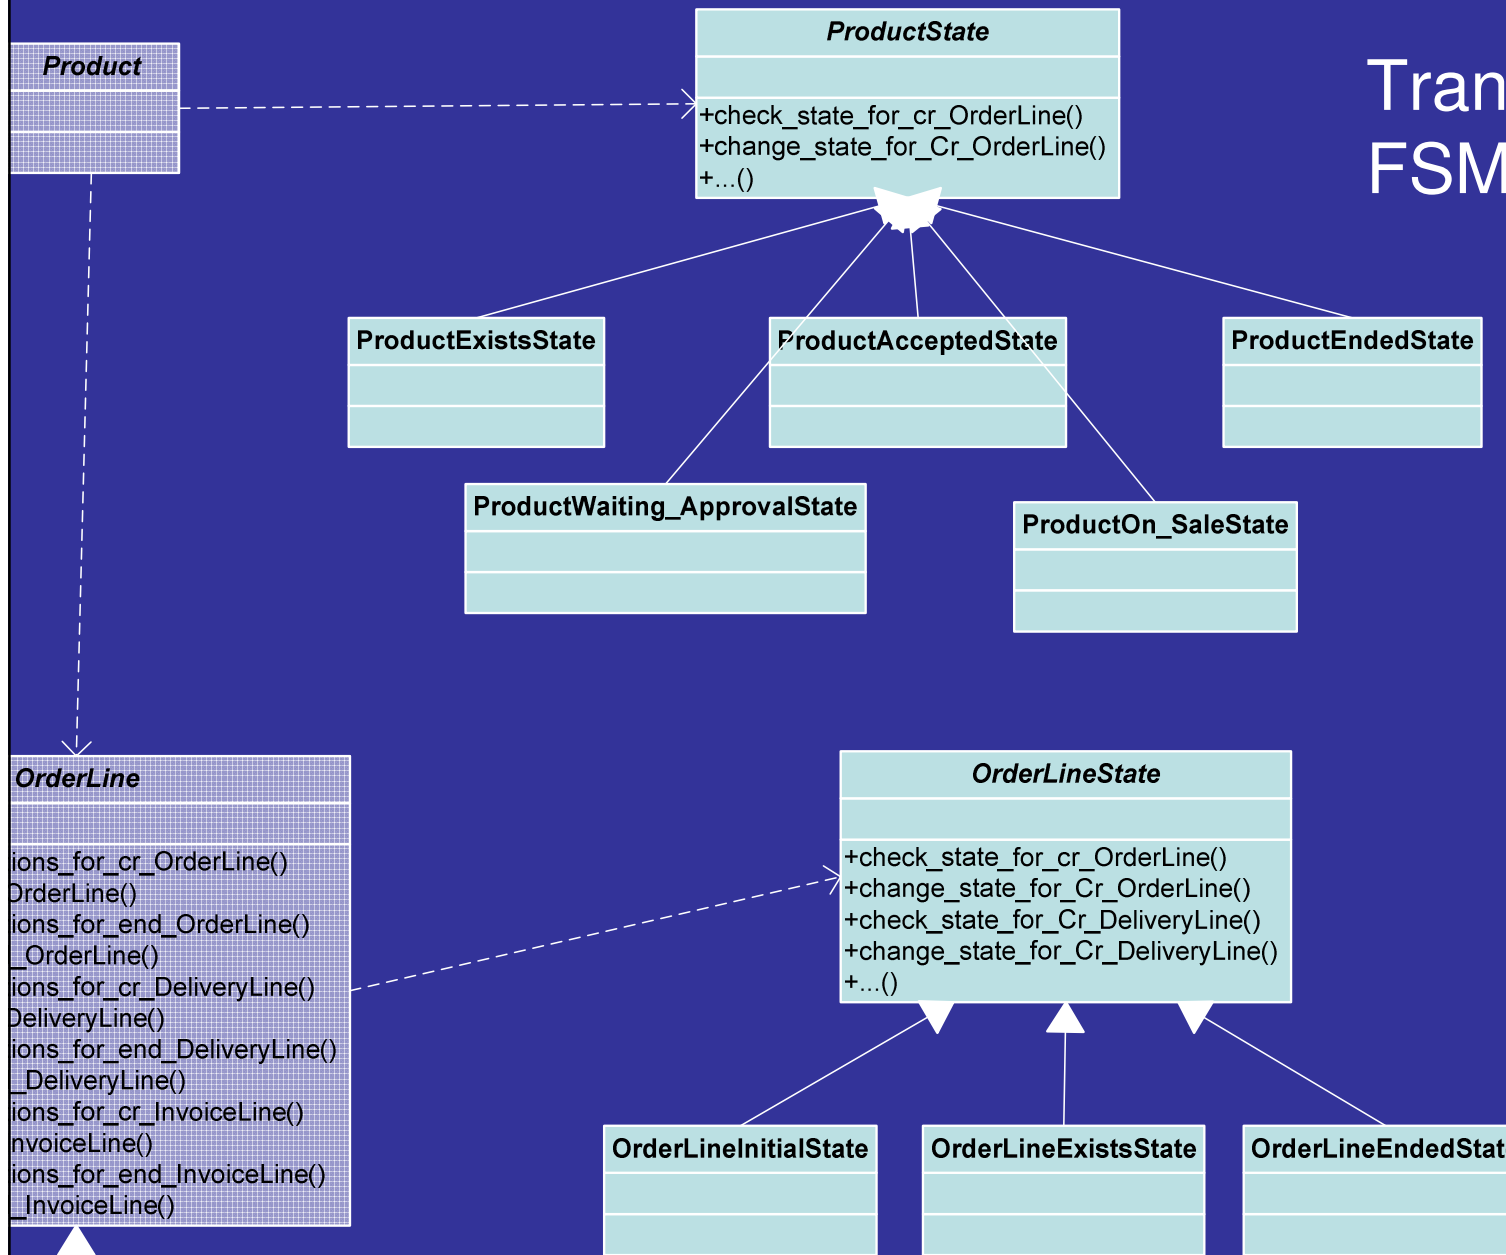 ProductState
Product
Tran
FSM
+check_state_for_cr_OrderLine()
+change_state_for_Cr_OrderLine()
+...()
ProductExistsState
ProductAcceptedState
ProductEndedState
ProductWaiting_ApprovalState
ProductOn_SaleState
OrderLine
ions_for_cr_OrderLine()
OrderLine()
ions_for_end_OrderLine()
_OrderLine()
ions_for_cr_DeliveryLine()
DeliveryLine()
ions_for_end_DeliveryLine()
_DeliveryLine()
ions_for_cr_InvoiceLine()
nvoiceLine()
ions_for_end_InvoiceLine()
_InvoiceLine()
OrderLineState
+check_state_for_cr_OrderLine()
+change_state_for_Cr_OrderLine()
+check_state_for_Cr_DeliveryLine()
+change_state_for_Cr_DeliveryLine()
+...()
OrderLineInitialState
OrderLineExistsState
OrderLineEndedStat